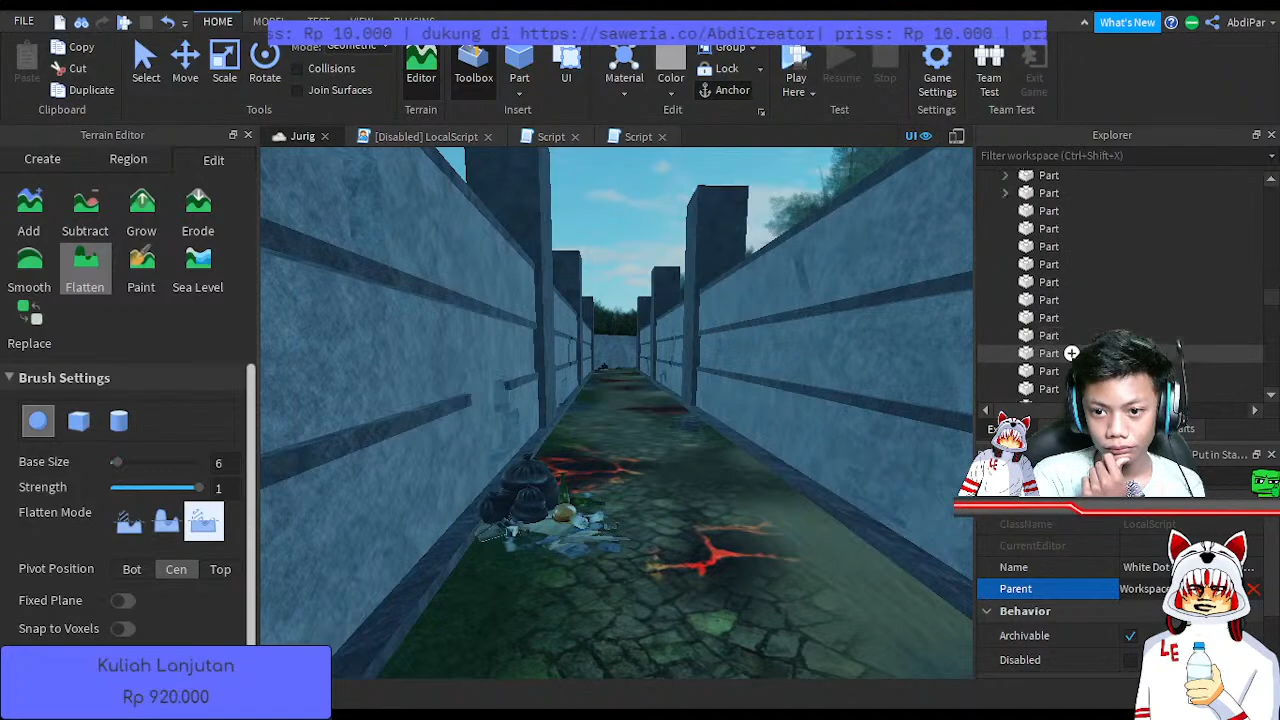 FILE
HOME
ss: Rp 10.000 | dukung di https://saweria.co/AbdiCreator| priss: Rp 10.000 | pri
What's New
AbdiPar
Paste
Copy
Cut
Duplicate
Clipboard
Select
Move
Scale
Rotate
Mode: Geometric
Collisions
Join Surfaces
Tools
Editor
Terrain
Toolbox
Part
UI
Insert
Material
Color
Group
Lock
Anchor
Edit
Play
Here
Resume
Stop
Test
Game
Settings
Settings
Team
Test
Exit
Game
Team Test
Terrain Editor
Jurig
[Disabled] LocalScript
Script
Script
UI
Explorer
Create
Region
Edit
Filter workspace (Ctrl+Shift+X)
Add
Subtract
Grow
Erode
Smooth
Flatten
Paint
Sea Level
Replace
Part
Part
Part
Part
Part
Part
Part
Part
Part
Part
Part
Part
Part
Brush Settings
Base Size
6
Strength
1
Flatten Mode
Pivot Position
Bot
Cen
Top
Fixed Plane
Snap to Voxels
Put in Sta...
ClassName
LocalScript
CurrentEditor
Name
White Dot
Parent
Workspace
Behavior
Archivable
Disabled
LE
LE
Kuliah Lanjutan
Rp 920.000